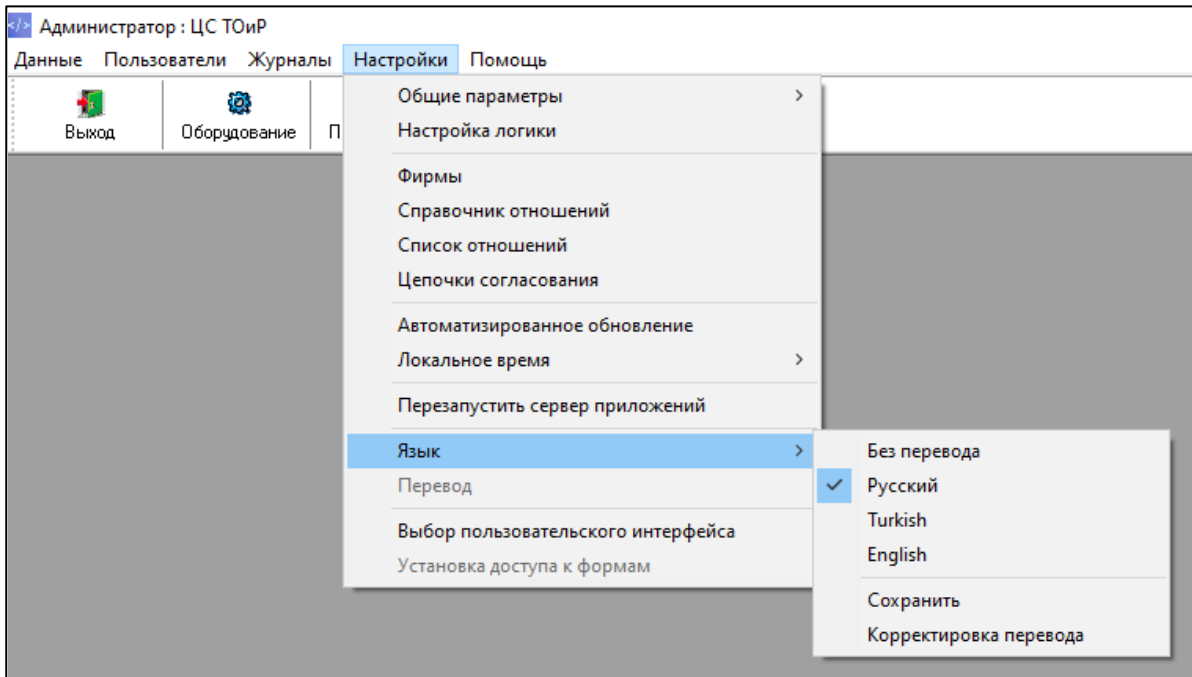 Администратор : ЦС ТОиР
Данные Пользователи Журналы Настройки Помощь
Выход Оборудование П
Общие параметры
Настройка логики
Фирмы
Справочник отношений
Список отношений
Цепочки согласования
Автоматизированное обновление
Локальное время
Перезапустить сервер приложений
Язык
Перевод
Выбор пользовательского интерфейса
Установка доступа к формам
Без перевода
Русский
Turkish
English
Сохранить
Корректировка перевода